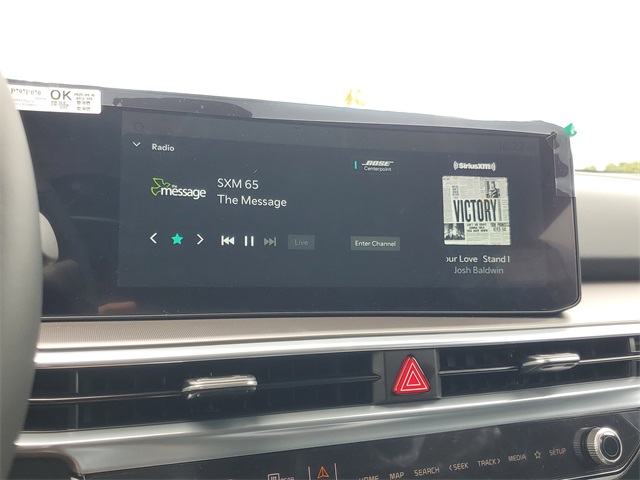 OK
Radio
BOSE
Centerpoint
SiriusXM
the
message
SXM 65
The Message
VICTORY
Live
Enter Channel
our Love Stand I
Josh Baldwin
HOME
MAP
SEARCH
< SEEK
TRACK >
MEDIA
SETUP